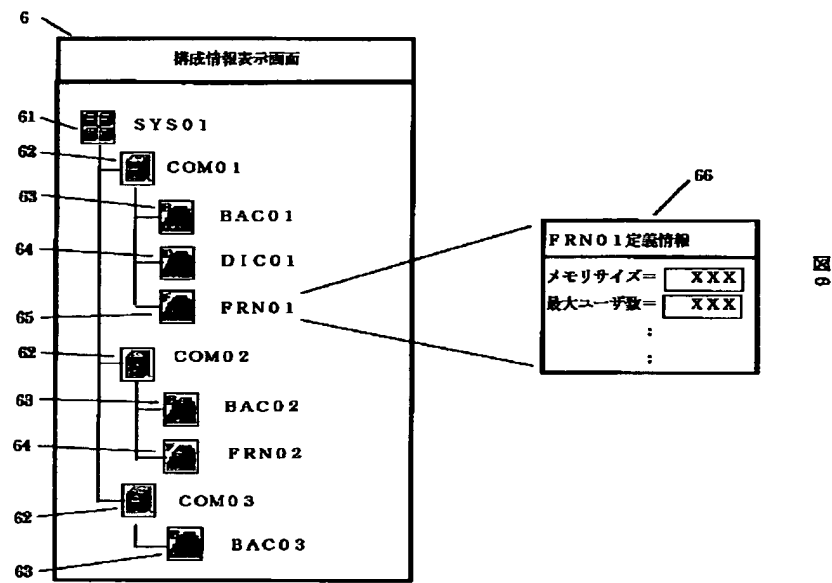 6
構成情報表示画面
61
SYS01
62
COM01
63
BAC01
64
DIC01
65
FRN01
62
COM02
63
BAC02
64
FRN02
62
COM03
63
BAC03
66
FRN01定義情報
メモリサイズ= XXX
最大ユーザ数= XXX
:
:
図6